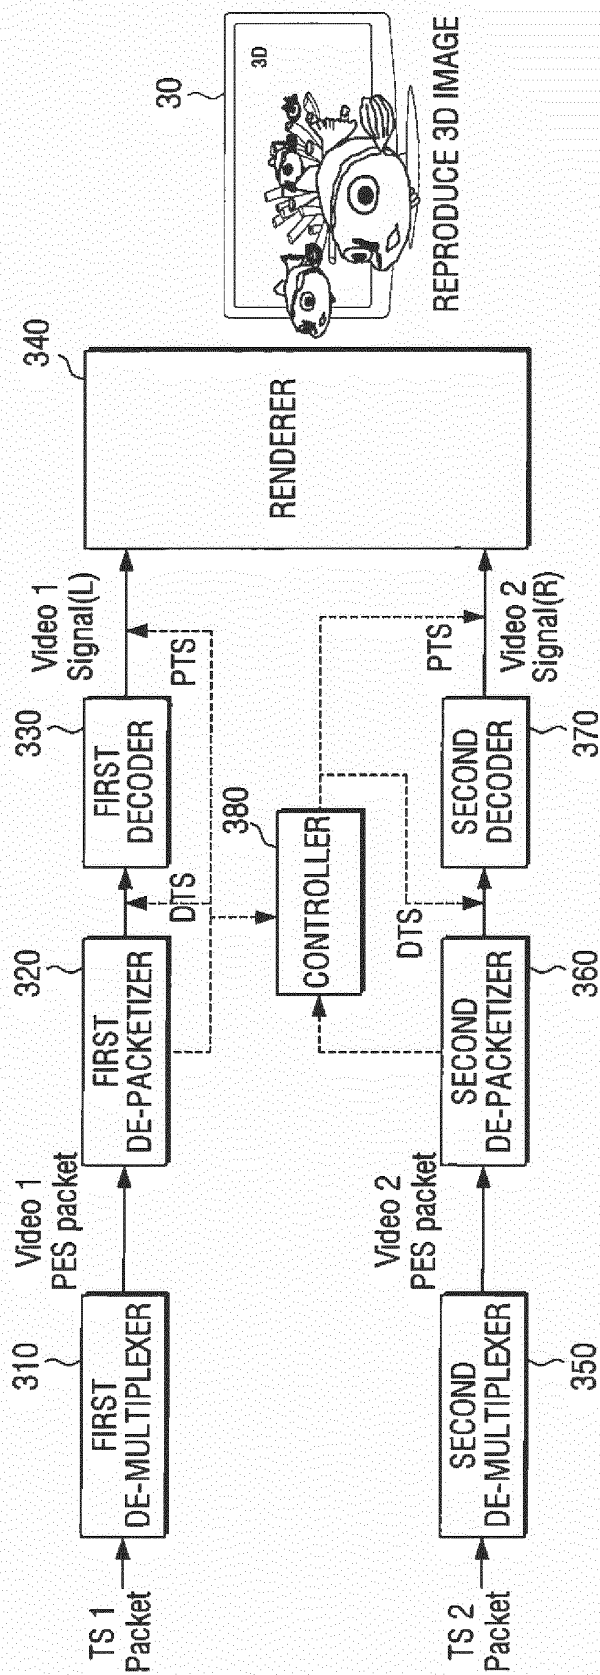 TS 1
Packet
310
FIRST
DE-MULTIPLEXER
Video 1
PES packet
320
FIRST
DE-PACKETIZER
DTS
330
FIRST
DECODER
Video 1
Signal(L)
PTS
340
RENDERER
30
3D
REPRODUCE 3D IMAGE
380
CONTROLLER
TS 2
Packet
350
SECOND
DE-MULTIPLEXER
Video 2
PES packet
360
SECOND
DE-PACKETIZER
DTS
370
SECOND
DECODER
PTS
Video 2
Signal(R)